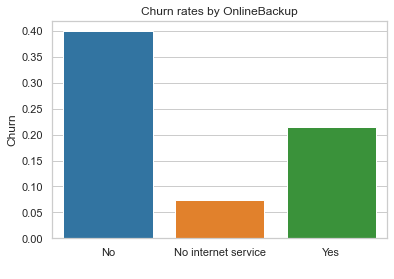 Churn rates by OnlineBackup
0.40
0.35
0.30
0.25
0.20
0.15
0.10
0.05
0.00
Churn
No
No internet service
Yes